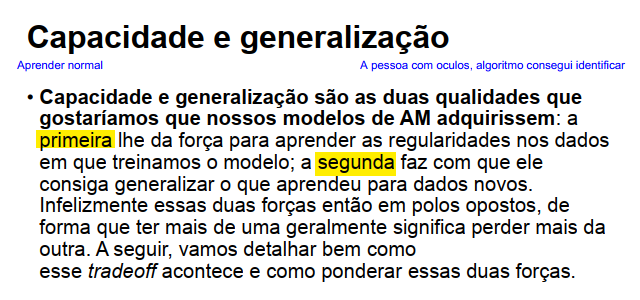 Capacidade e generalização
Aprender normal
A pessoa com oculos, algoritmo consegui identificar
• Capacidade e generalização são as duas qualidades que
gostaríamos que nossos modelos de AM adquirissem: a
primeira lhe da força para aprender as regularidades nos dados
em que treinamos o modelo; a segunda faz com que ele
consiga generalizar o que aprendeu para dados novos.
Infelizmente essas duas forças então em polos opostos, de
forma que ter mais de uma geralmente significa perder mais da
outra. A seguir, vamos detalhar bem como
esse tradeoff acontece e como ponderar essas duas forças.